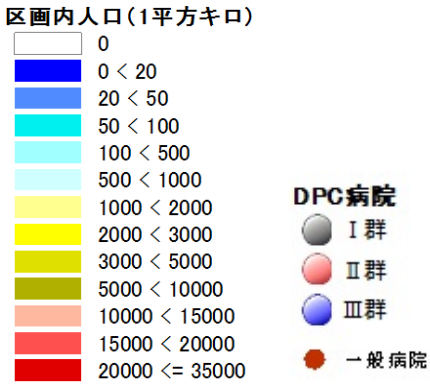 区画内人口(1平方キロ)
0
0 < 20
20 < 50
50 < 100
100 < 500
500 < 1000
1000 < 2000
2000 < 3000
3000 < 5000
5000 < 10000
10000 < 15000
15000 < 20000
20000 <= 35000
DPC病院
Ⅰ群
Ⅱ群
Ⅲ群
一般病院